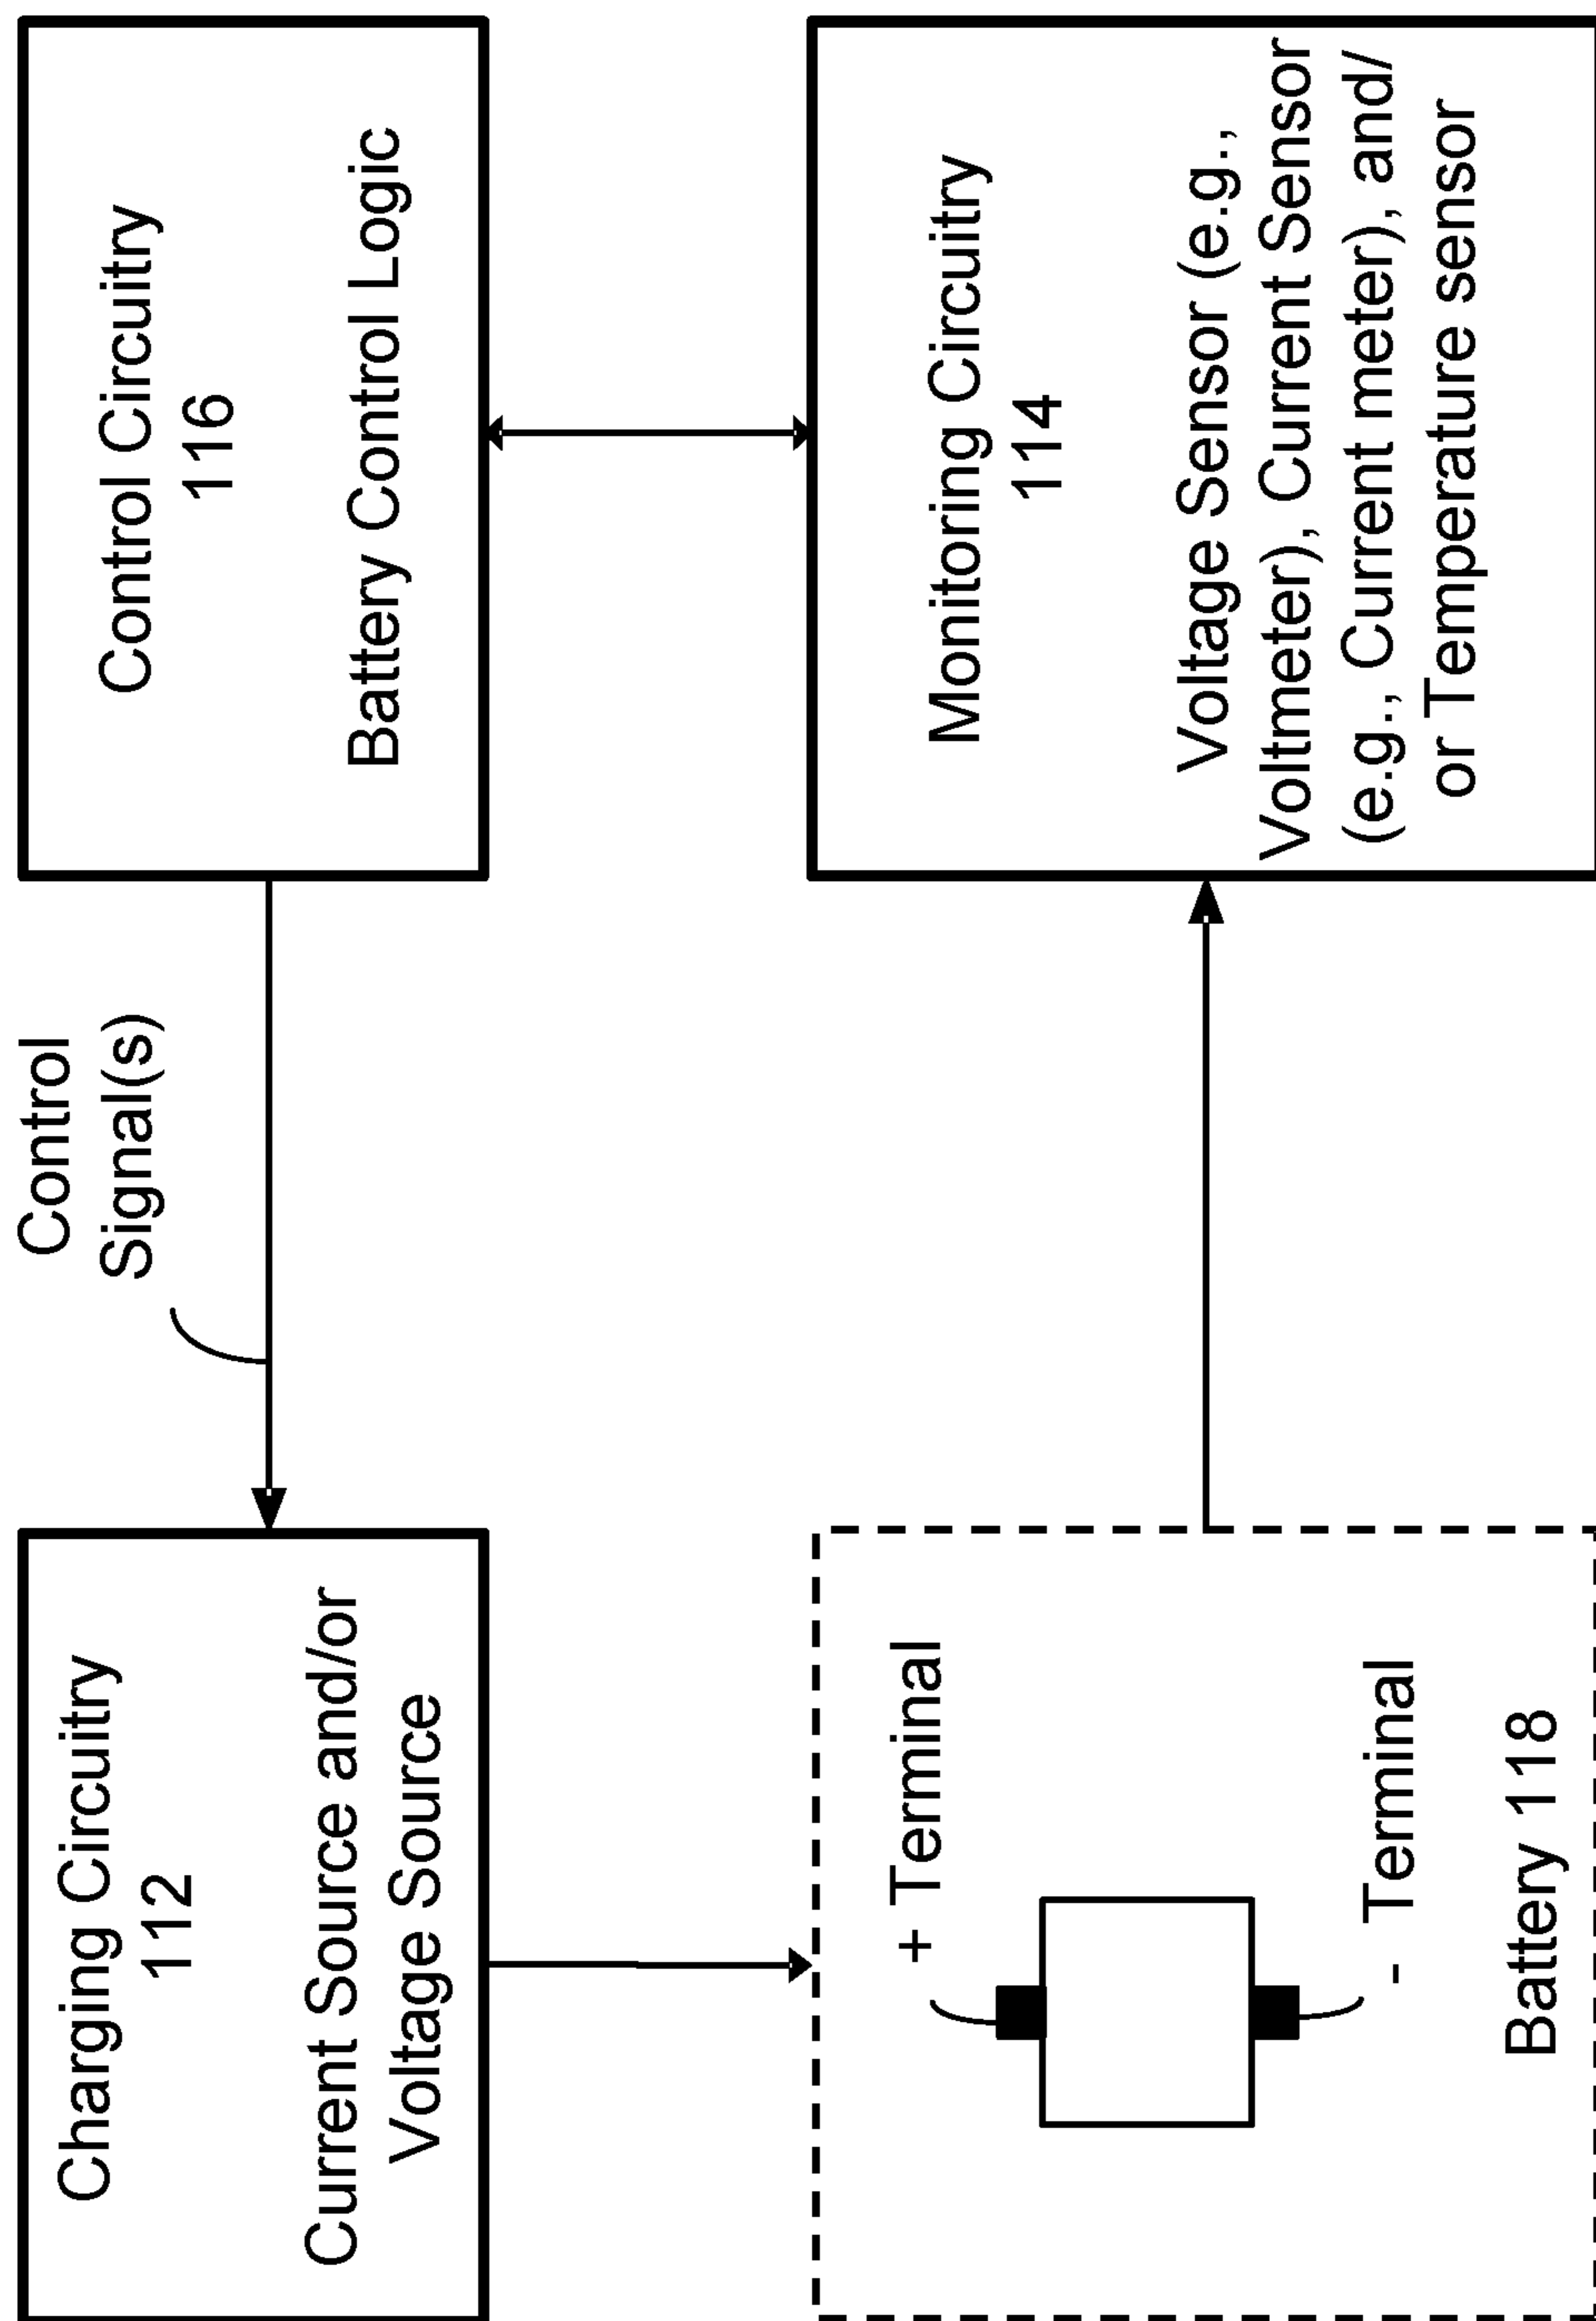 Charging Circuitry
112
Current Source and/or
Voltage Source
Control
Signal(s)
Control Circuitry
116
Battery Control Logic
+ Terminal
- Terminal
Battery 118
Monitoring Circuitry
114
Voltage Sensor (e.g.,
Voltmeter), Current Sensor
(e.g., Current meter), and/
or Temperature sensor